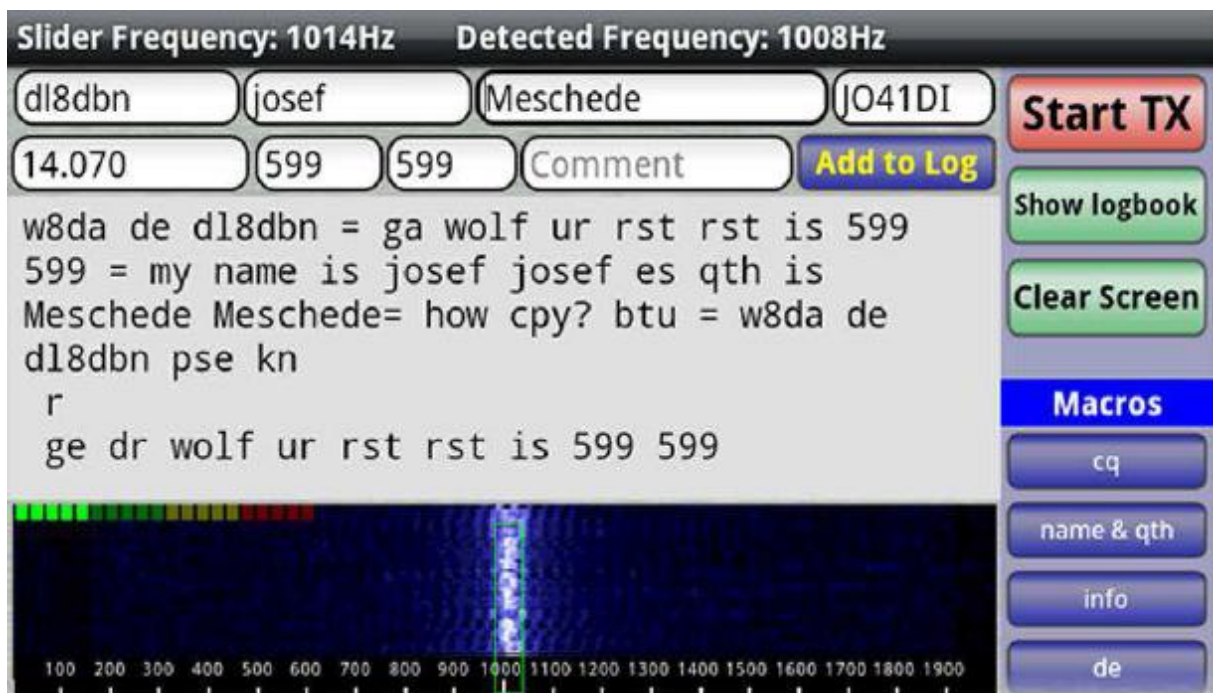 Slider Frequency: 1014Hz Detected Frequency: 1008Hz
dl8dbn josef Meschede JO41DI
Start TX
14.070 599 599 Comment Add to Log
Show logbook
w8da de dl8dbn = ga wolf ur rst rst is 599
599 = my name is josef josef es qth is
Meschede Meschede= how cpy? btu = w8da de
dl8dbn pse kn
r
ge dr wolf ur rst rst is 599 599
Clear Screen
Macros
cq
name & qth
info
de
100 200 300 400 500 600 700 800 900 1000 1100 1200 1300 1400 1500 1600 1700 1800 1900